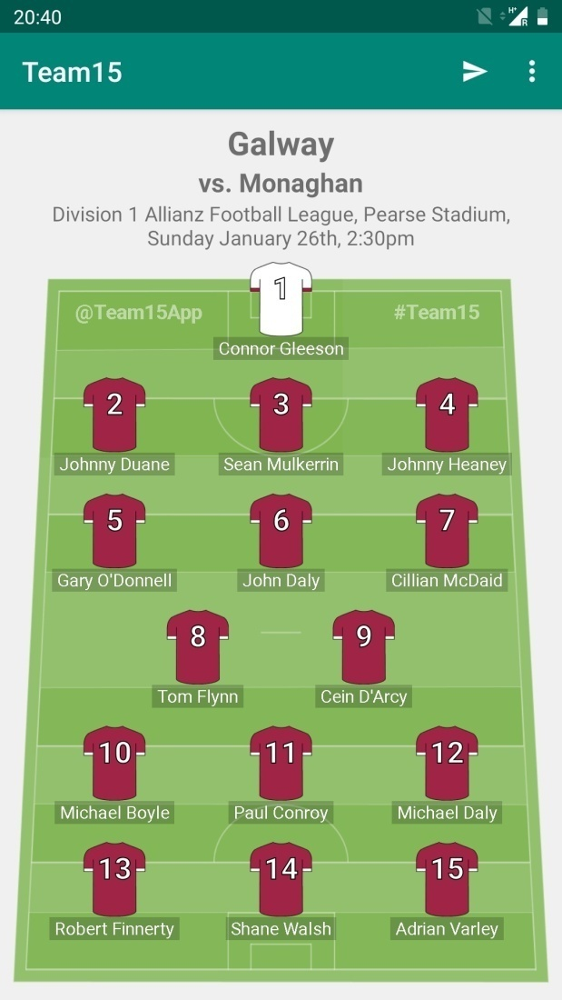 20:40
H+
R
Team15
Galway
vs. Monaghan
Division 1 Allianz Football League, Pearse Stadium,
Sunday January 26th, 2:30pm
@Team15App
1
#Team15
Connor Gleeson
2 3 4
Johnny Duane Sean Mulkerrin Johnny Heaney
5 6 7
Gary O'Donnell John Daly Cillian McDaid
8 9
Tom Flynn Cein D'Arcy
10 11 12
Michael Boyle Paul Conroy Michael Daly
13 14 15
Robert Finnerty Shane Walsh Adrian Varley